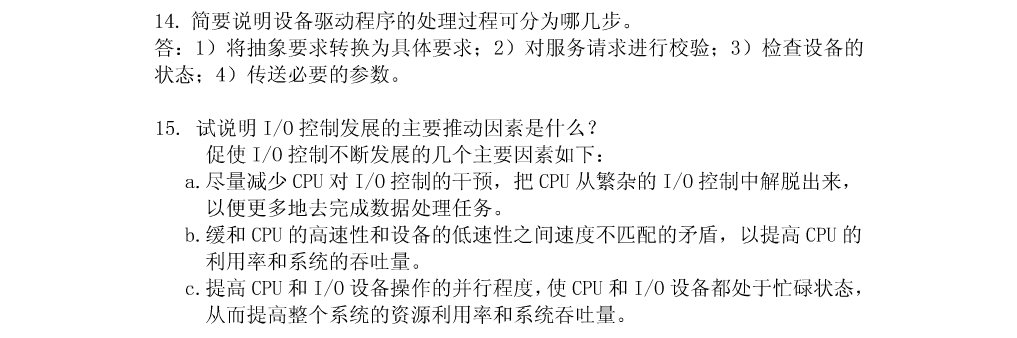 14. 简要说明设备驱动程序的处理过程可分为哪几步。
答：1）将抽象要求转换为具体要求；2）对服务请求进行校验；3）检查设备的
状态；4）传送必要的参数。
15. 试说明 I/O 控制发展的主要推动因素是什么？
促使 I/O 控制不断发展的几个主要因素如下：
a.尽量减少 CPU 对 I/O 控制的干预，把 CPU 从繁杂的 I/O 控制中解脱出来，
以便更多地去完成数据处理任务。
b.缓和 CPU 的高速性和设备的低速性之间速度不匹配的矛盾，以提高 CPU 的
利用率和系统的吞吐量。
c.提高 CPU 和 I/O 设备操作的并行程度，使 CPU 和 I/O 设备都处于忙碌状态，
从而提高整个系统的资源利用率和系统吞吐量。